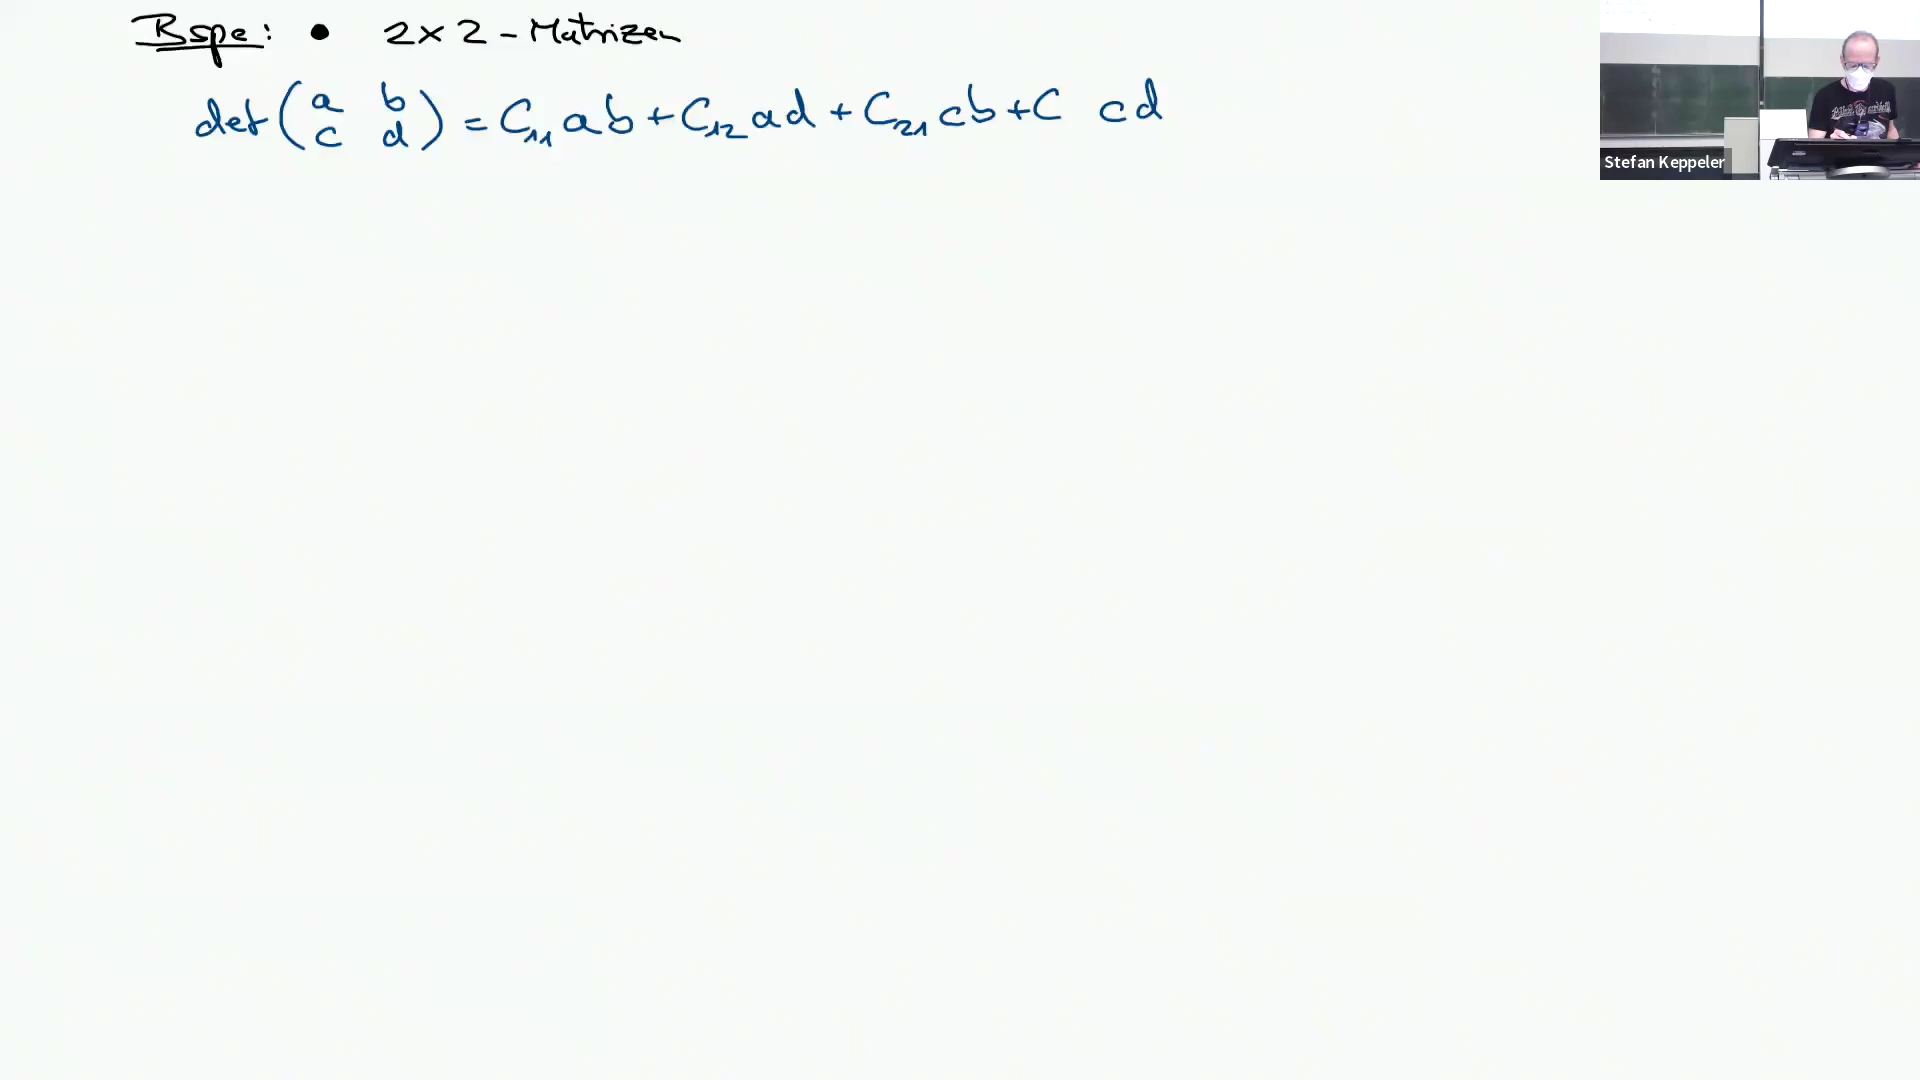 Bspe: • 2×2 - Matrizen
det ( a b
c d ) = C₁₁ ab + C₁₂ ad + C₂₁ cb + C cd
Stefan Keppeler